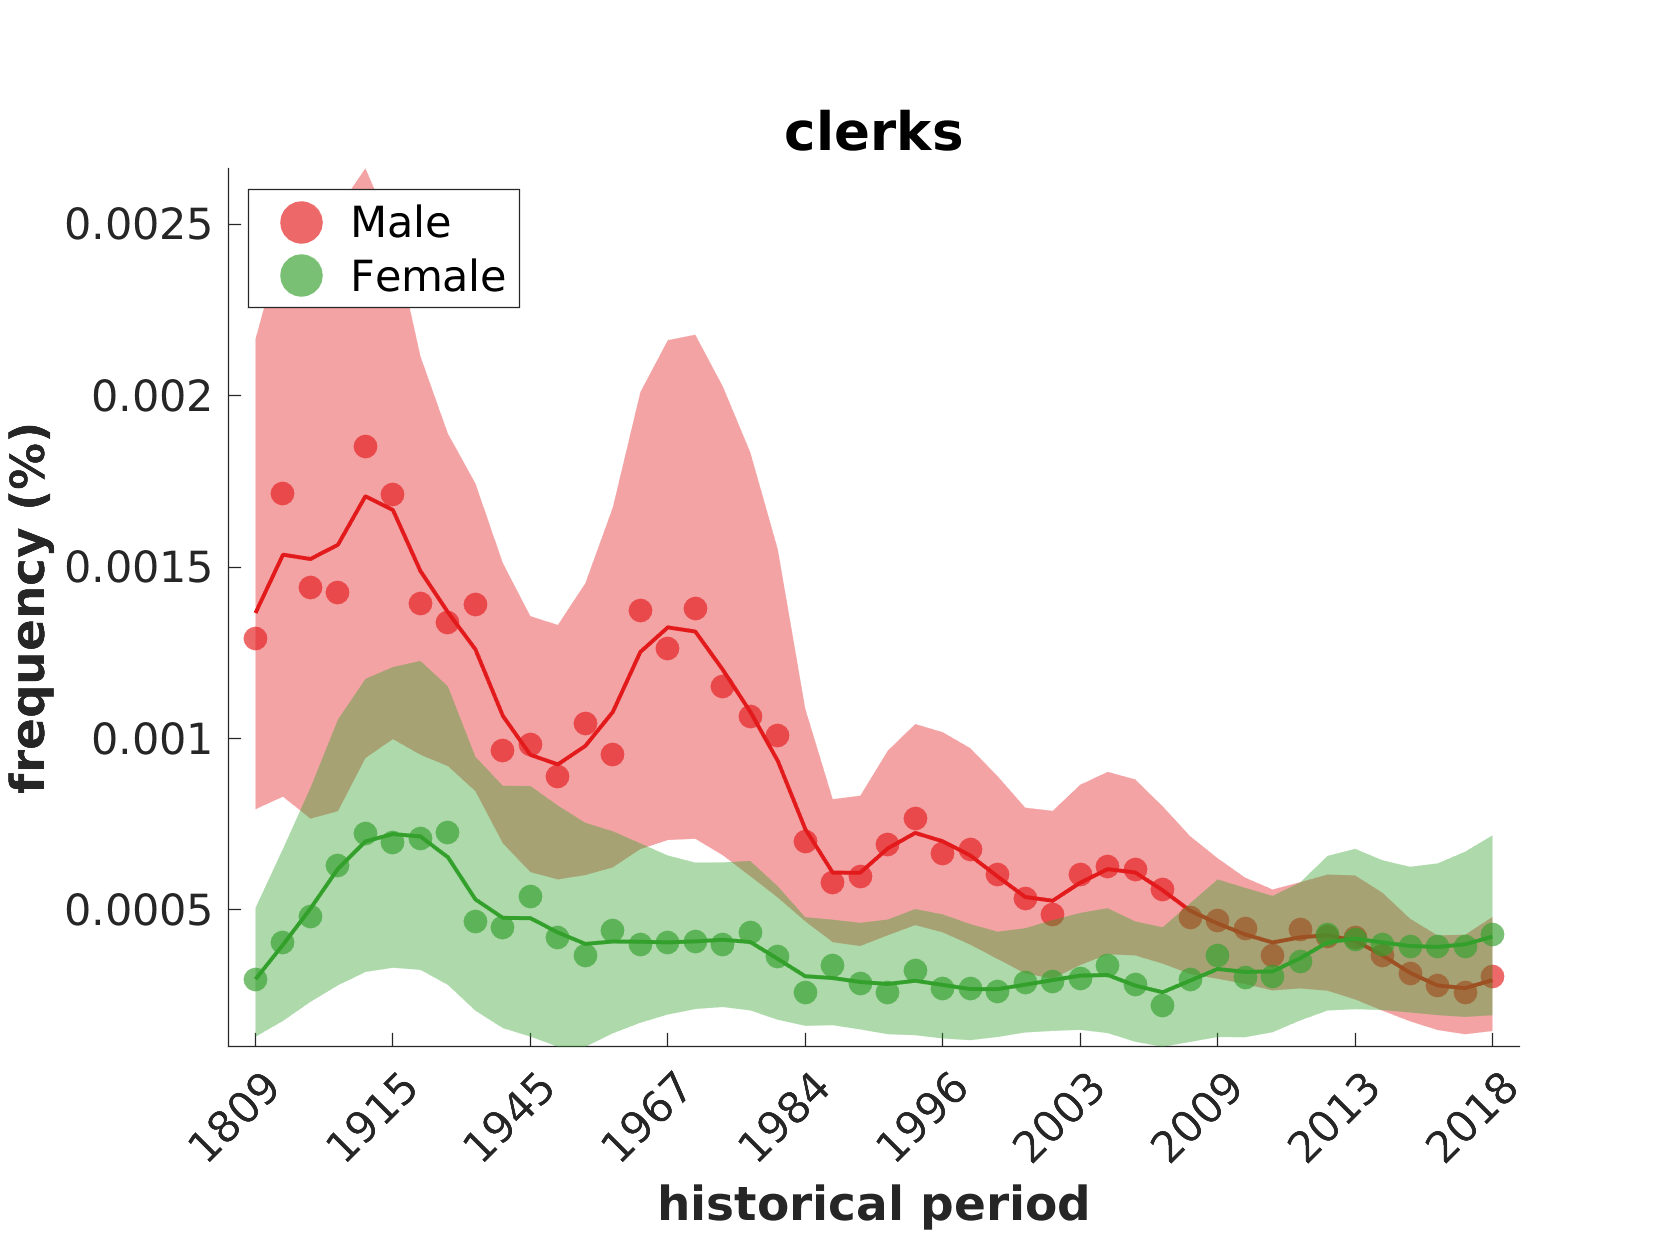 clerks
Male
Female
0.0025
0.002
0.0015
0.001
0.0005
frequency (%)
1809 1915 1945 1967 1984 1996 2003 2009 2013 2018
historical period